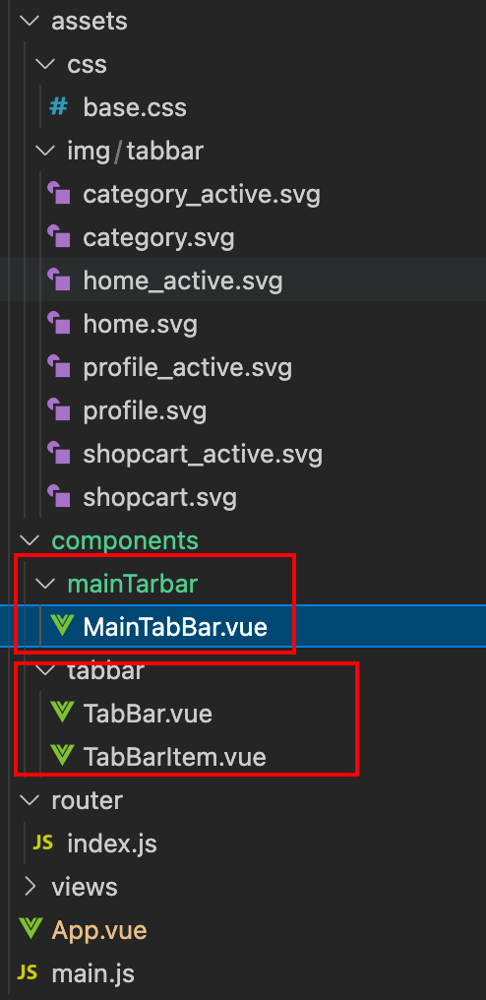 assets
css
# base.css
img/tabbar
category_active.svg
category.svg
home_active.svg
home.svg
profile_active.svg
profile.svg
shopcart_active.svg
shopcart.svg
components
mainTarbar
MainTabBar.vue
tabbar
TabBar.vue
TabBarItem.vue
router
JS index.js
views
App.vue
JS main.js